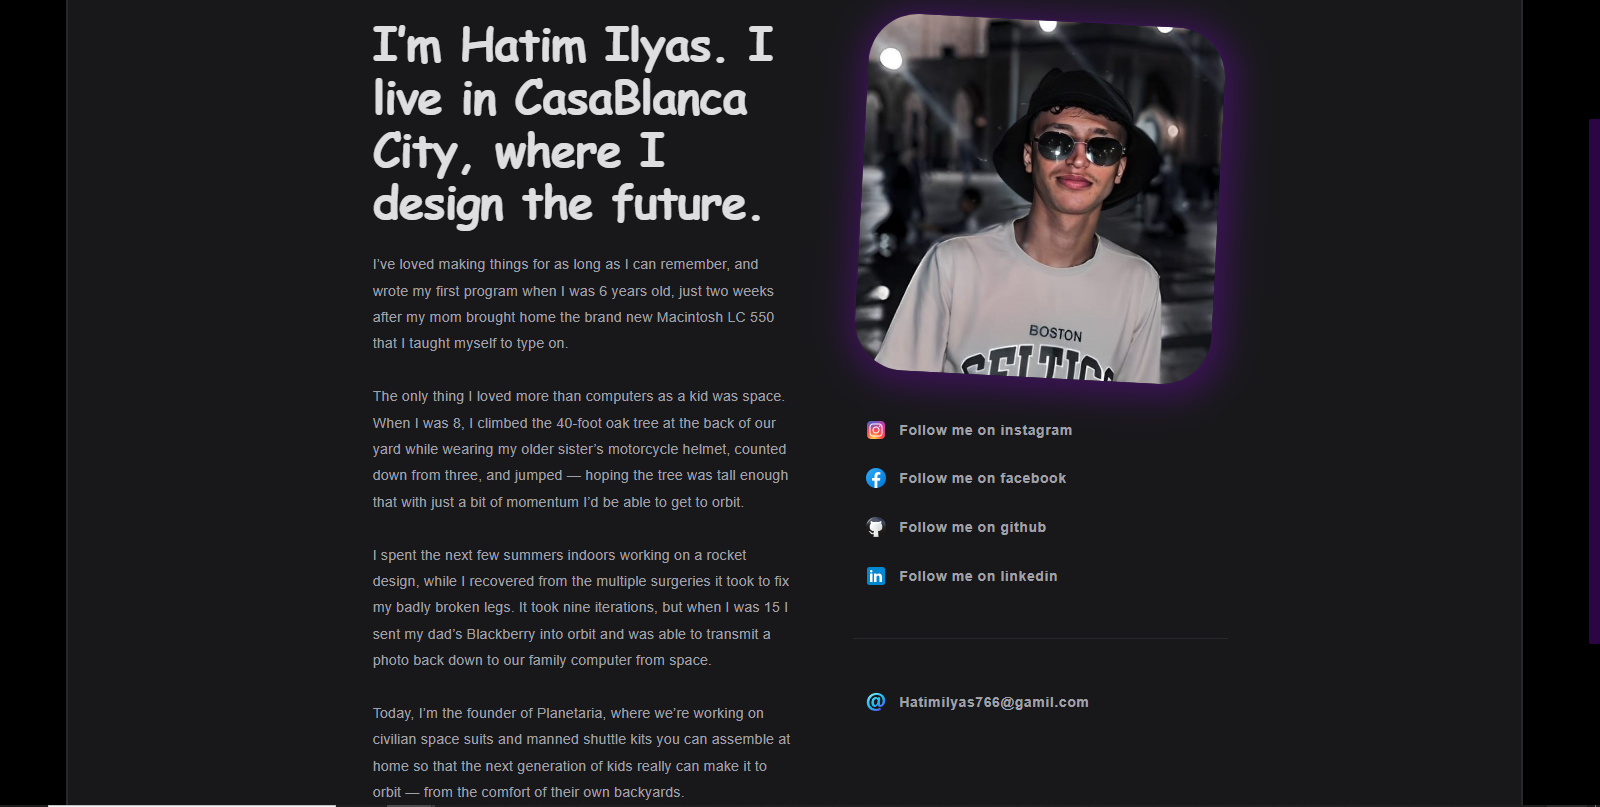 I'm Hatim Ilyas. I
live in CasaBlanca
City, where I
design the future.
I’ve loved making things for as long as I can remember, and
wrote my first program when I was 6 years old, just two weeks
after my mom brought home the brand new Macintosh LC 550
that I taught myself to type on.
The only thing I loved more than computers as a kid was space.
When I was 8, I climbed the 40-foot oak tree at the back of our
yard while wearing my older sister’s motorcycle helmet, counted
down from three, and jumped — hoping the tree was tall enough
that with just a bit of momentum I’d be able to get to orbit.
I spent the next few summers indoors working on a rocket
design, while I recovered from the multiple surgeries it took to fix
my badly broken legs. It took nine iterations, but when I was 15 I
sent my dad’s Blackberry into orbit and was able to transmit a
photo back down to our family computer from space.
Today, I’m the founder of Planetaria, where we’re working on
civilian space suits and manned shuttle kits you can assemble at
home so that the next generation of kids really can make it to
orbit — from the comfort of their own backyards.
BOSTON
CELTICS
Follow me on instagram
Follow me on facebook
Follow me on github
in Follow me on linkedin
@ Hatimilyas766@gamil.com